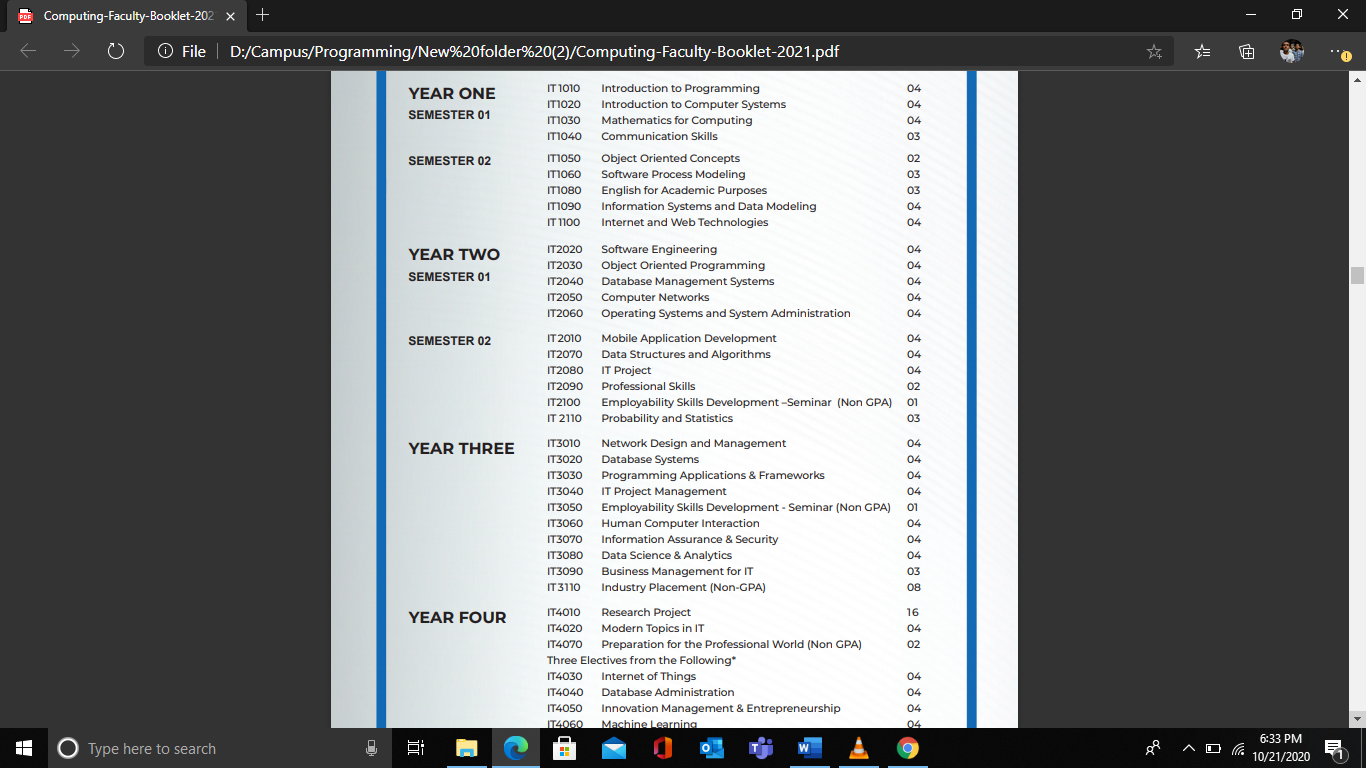 Computing-Faculty-Booklet-202
File D:/Campus/Programming/New%20folder%20(2)/Computing-Faculty-Booklet-2021.pdf
YEAR ONE
SEMESTER 01
IT1010 Introduction to Programming 04
IT1020 Introduction to Computer Systems 04
IT1030 Mathematics for Computing 04
IT1040 Communication Skills 03
SEMESTER 02
IT1050 Object Oriented Concepts 02
IT1060 Software Process Modeling 03
IT1080 English for Academic Purposes 03
IT1090 Information Systems and Data Modeling 04
IT1100 Internet and Web Technologies 04
YEAR TWO
SEMESTER 01
IT2020 Software Engineering 04
IT2030 Object Oriented Programming 04
IT2040 Database Management Systems 04
IT2050 Computer Networks 04
IT2060 Operating Systems and System Administration 04
SEMESTER 02
IT2010 Mobile Application Development 04
IT2070 Data Structures and Algorithms 04
IT2080 IT Project 04
IT2090 Professional Skills 02
IT2100 Employability Skills Development –Seminar (Non GPA) 01
IT 2110 Probability and Statistics 03
YEAR THREE
IT3010 Network Design and Management 04
IT3020 Database Systems 04
IT3030 Programming Applications & Frameworks 04
IT3040 IT Project Management 04
IT3050 Employability Skills Development - Seminar (Non GPA) 01
IT3060 Human Computer Interaction 04
IT3070 Information Assurance & Security 04
IT3080 Data Science & Analytics 04
IT3090 Business Management for IT 03
IT3110 Industry Placement (Non-GPA) 08
YEAR FOUR
IT4010 Research Project 16
IT4020 Modern Topics in IT 04
IT4070 Preparation for the Professional World (Non GPA) 02
Three Electives from the Following*
IT4030 Internet of Things 04
IT4040 Database Administration 04
IT4050 Innovation Management & Entrepreneurship 04
IT4060 Machine Learning 04
Type here to search
6:33 PM
10/21/2020
1